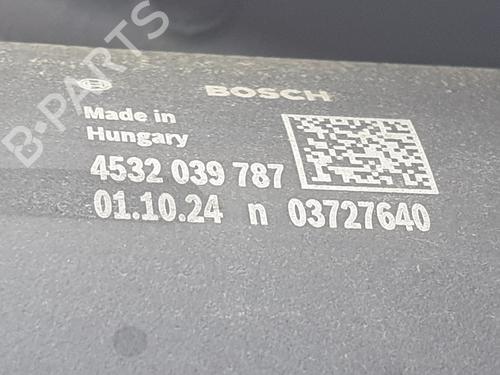 BOSCH
Made in
Hungary
4532 039 787
01.10.24 n 03727640
B-PARTS